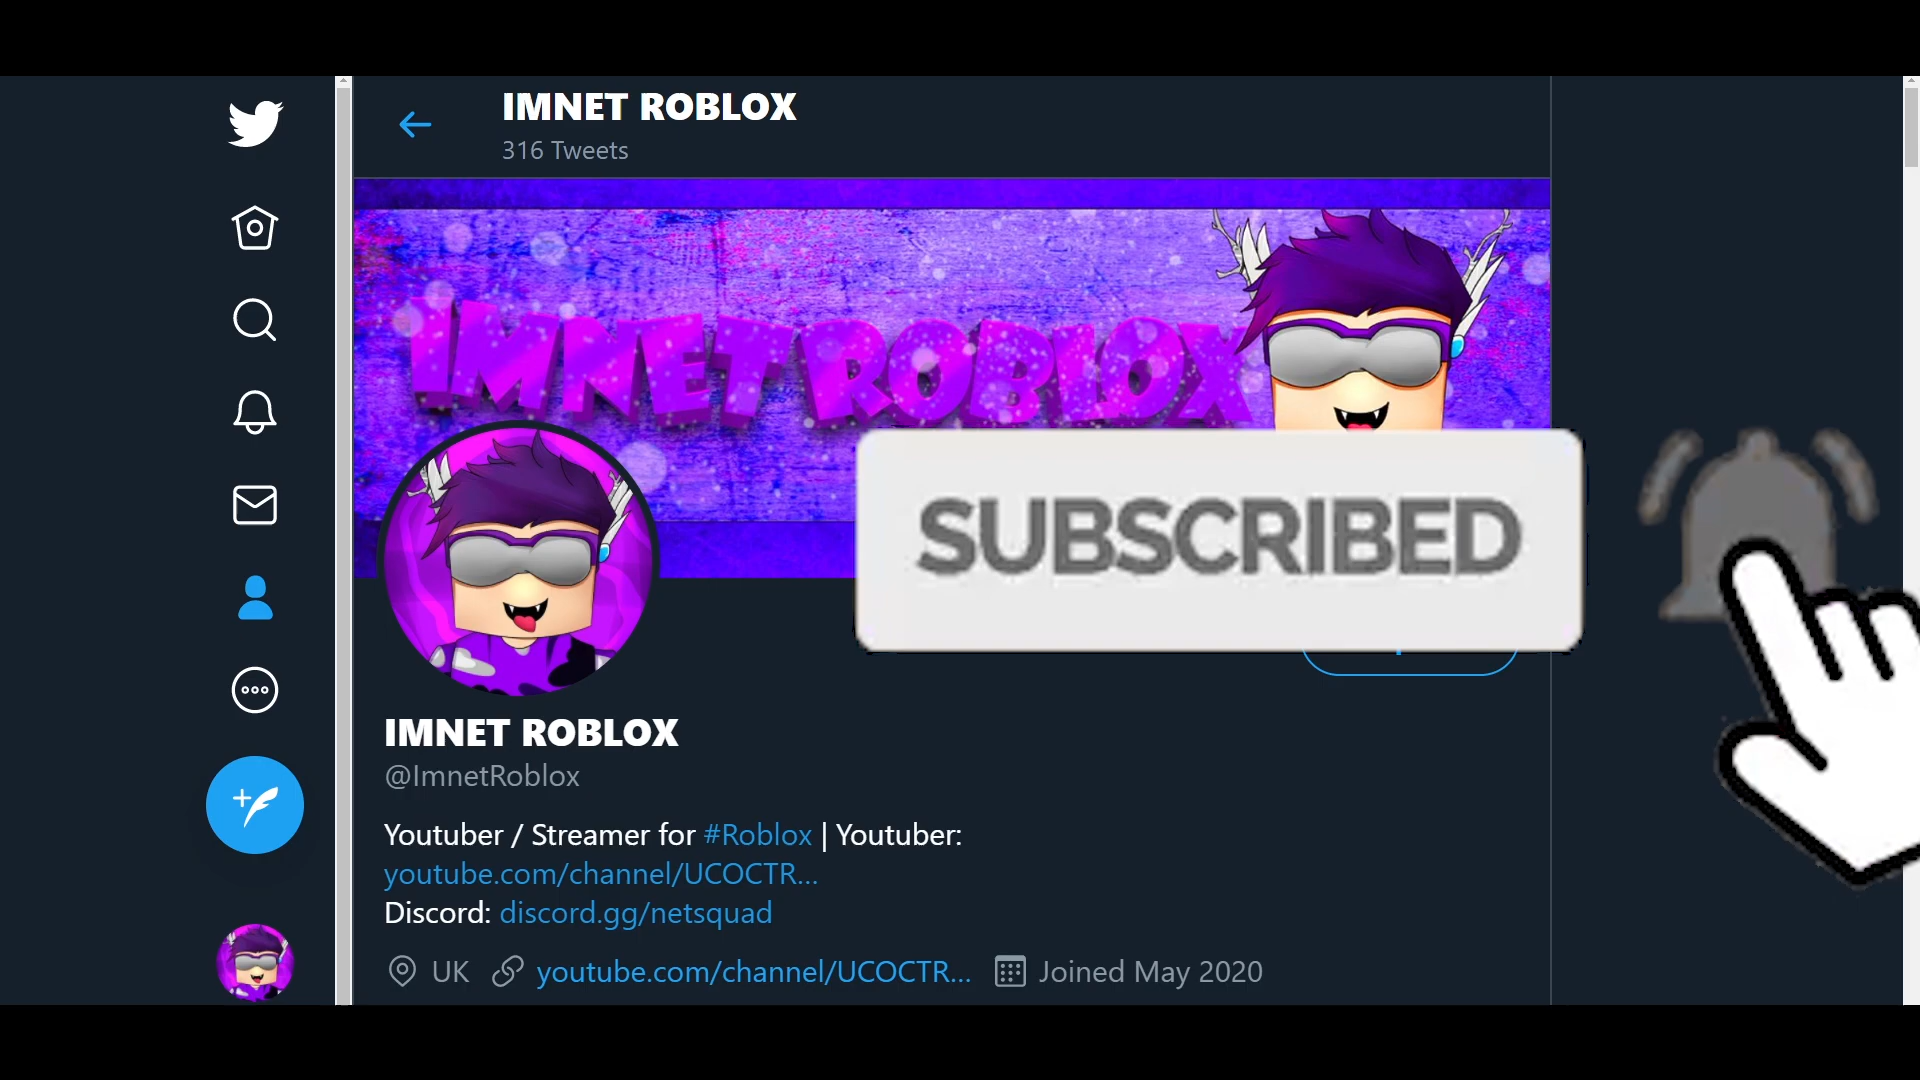 IMNET ROBLOX
316 Tweets
IMNET ROBLOX
SUBSCRIBED
IMNET ROBLOX
@ImnetRoblox
Youtuber / Streamer for #Roblox | Youtuber:
youtube.com/channel/UCOCTR...
Discord: discord.gg/netsquad
UK youtube.com/channel/UCOCTR... Joined May 2020